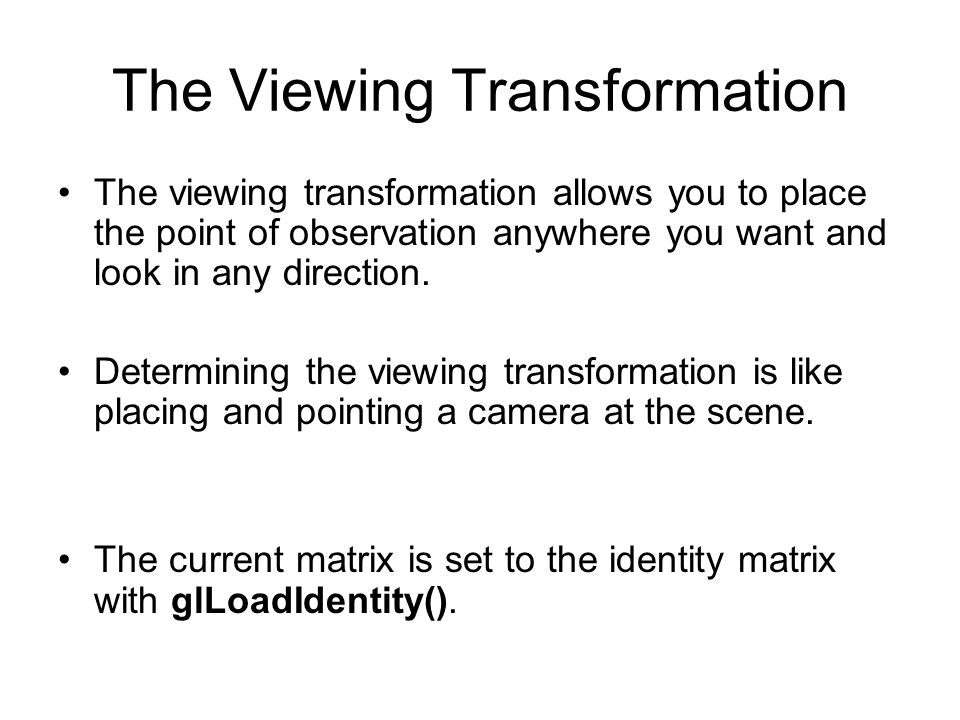 The Viewing Transformation
• The viewing transformation allows you to place
the point of observation anywhere you want and
look in any direction.
• Determining the viewing transformation is like
placing and pointing a camera at the scene.
• The current matrix is set to the identity matrix
with glLoadIdentity().